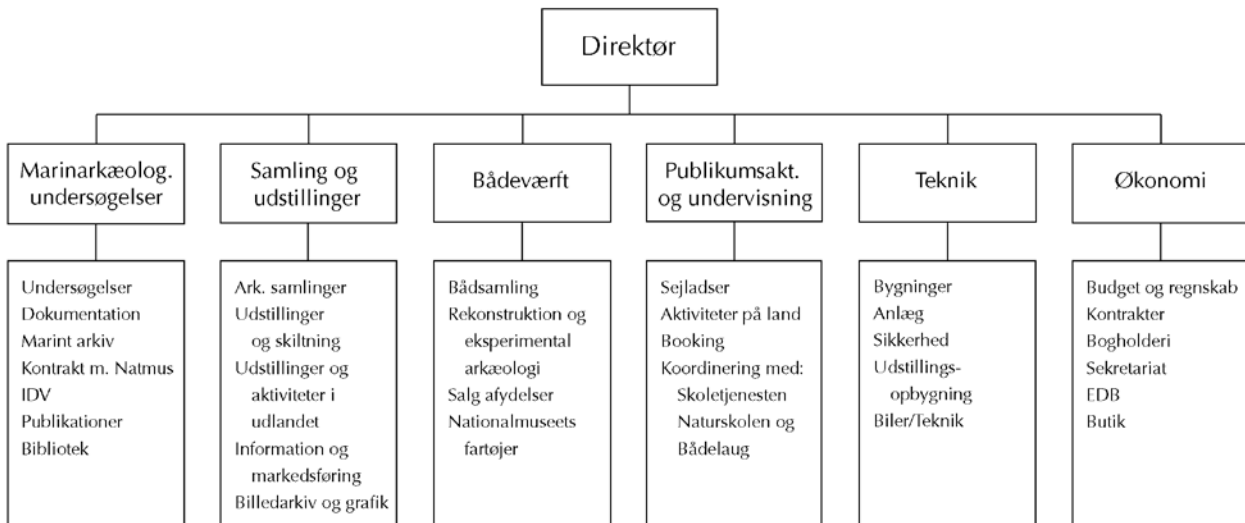 Direktør
Marinarkæolog.
undersøgelser
Samling og
udstillinger
Bådeværft
Publikumsakt.
og undervisning
Teknik
Økonomi
Undersøgelser
Dokumentation
Marint arkiv
Kontrakt m. Natmus
IDV
Publikationer
Bibliotek
Ark. samlinger
Udstillinger
og skiltning
Udstillinger og
aktiviteter i
udlandet
Information og
markedsføring
Billedarkiv og grafik
Bådsamling
Rekonstruktion og
eksperimental
arkæologi
Salg afydelser
Nationalmuseets
fartøjer
Sejladser
Aktiviteter på land
Booking
Koordinering med:
Skoletjenesten
Naturskolen og
Bådelaug
Bygninger
Anlæg
Sikkerhed
Udstillings-
opbygning
Biler/Teknik
Budget og regnskab
Kontrakter
Bogholderi
Sekretariat
EDB
Butik